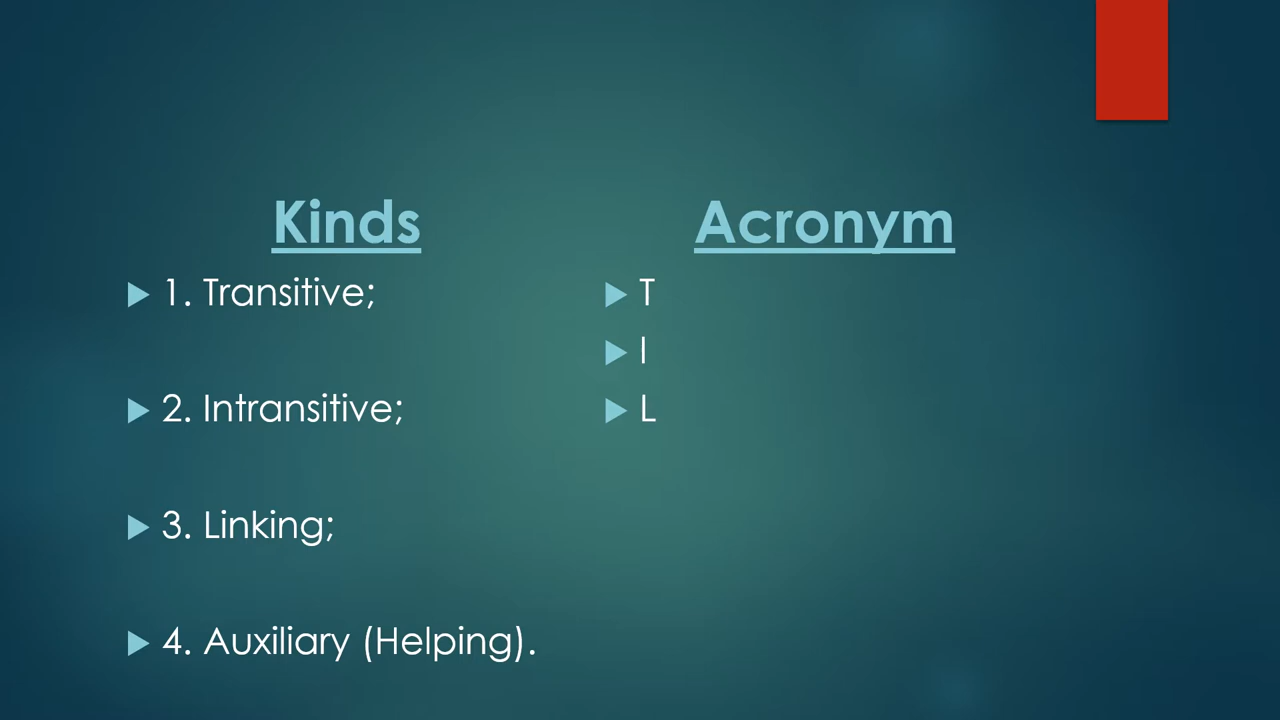 Kinds
1. Transitive;
2. Intransitive;
3. Linking;
4. Auxiliary (Helping).
Acronym
T
I
L